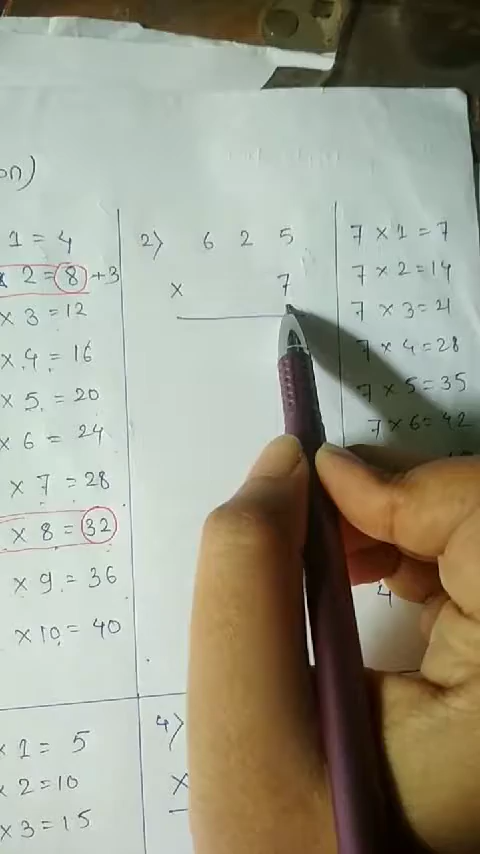 on)
1 = 4
x 2 = 8 +3
x 3 = 12
x 4 = 16
x 5 = 20
x 6 = 24
x 7 = 28
x 8 = 32
x 9 = 36
x 10 = 40
2) 6 2 5
x 7
7 x 1 = 7
7 x 2 = 14
7 x 3 = 21
7 x 4 = 28
7 x 5 = 35
7 x 6 = 42
4
x 1 = 5
x 2 = 10
x 3 = 15
4)
x